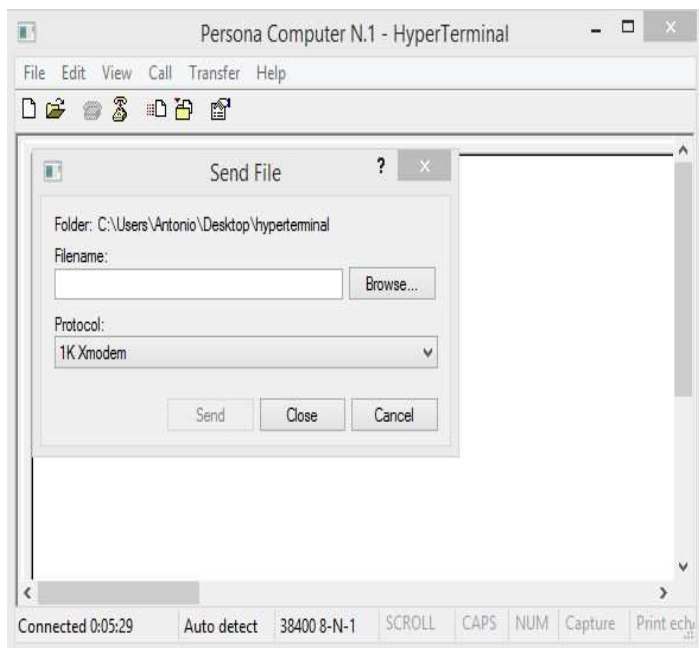 Persona Computer N.1 - HyperTerminal
File Edit View Call Transfer Help
Send File ? x
Folder: C:\Users\Antonio\Desktop\hyperterminal
Filename:
Browse...
Protocol:
1K Xmodem
Send Close Cancel
Connected 0:05:29 Auto detect 38400 8-N-1 SCROLL CAPS NUM Capture Print echo